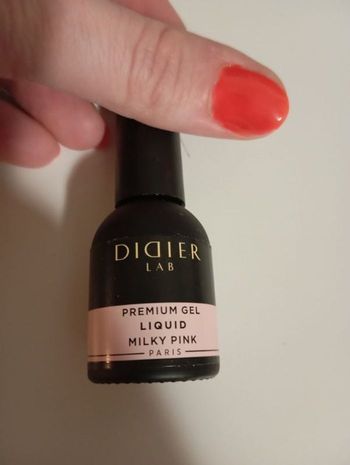 DIDIER
LAB
PREMIUM GEL
LIQUID
MILKY PINK
PARIS